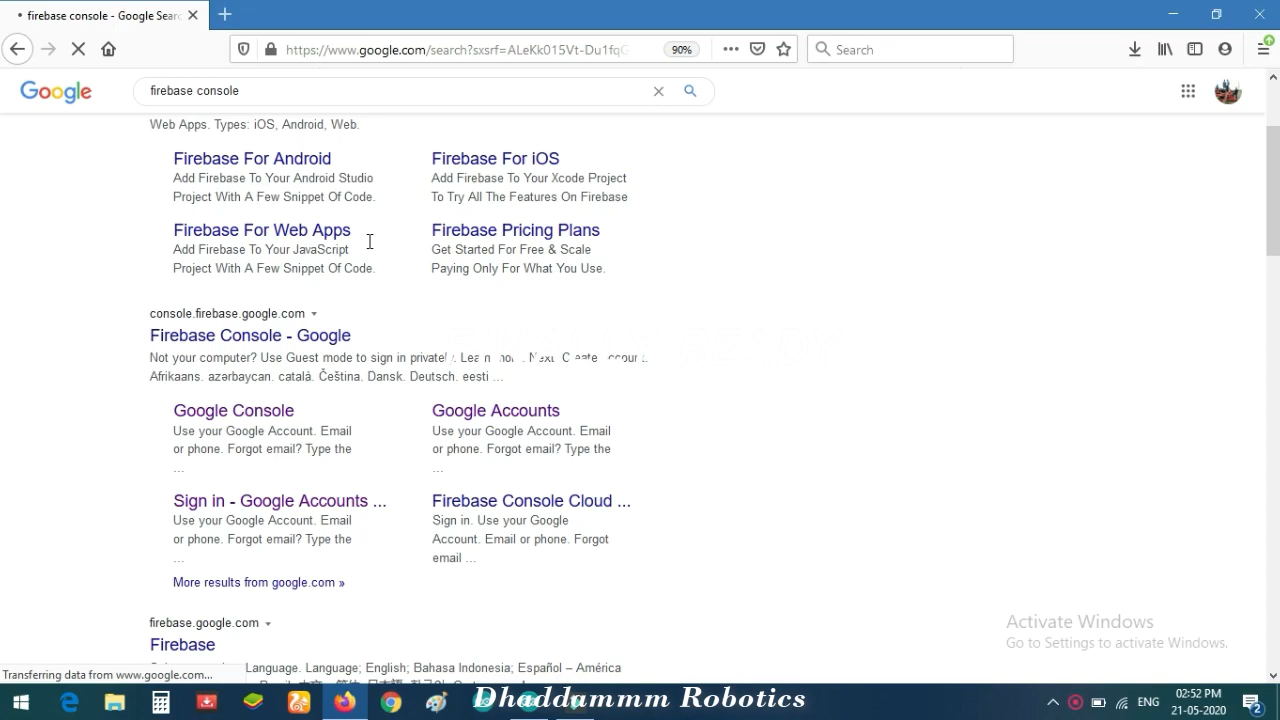 firebase console - Google Sear
https://www.google.com/search?sxsrf=ALeKk015Vt-Du1fqG
90%
Search
Google
firebase console
Web Apps. Types: iOS, Android, Web.
Firebase For Android
Add Firebase To Your Android Studio
Project With A Few Snippet Of Code.
Firebase For iOS
Add Firebase To Your Xcode Project
To Try All The Features On Firebase
Firebase For Web Apps
Add Firebase To Your JavaScript
Project With A Few Snippet Of Code.
Firebase Pricing Plans
Get Started For Free & Scale
Paying Only For What You Use.
console.firebase.google.com
Firebase Console - Google
Not your computer? Use Guest mode to sign in privately. Learn more. Next. Create account.
Afrikaans. azərbaycan. català. Čeština. Dansk. Deutsch. eesti ...
Google Console
Use your Google Account. Email
or phone. Forgot email? Type the
...
Google Accounts
Use your Google Account. Email
or phone. Forgot email? Type the
...
Sign in - Google Accounts ...
Use your Google Account. Email
or phone. Forgot email? Type the
...
Firebase Console Cloud ...
Sign in. Use your Google
Account. Email or phone. Forgot
email ...
More results from google.com »
firebase.google.com
Firebase
Language. Language; English; Bahasa Indonesia; Español – América
Activate Windows
Go to Settings to activate Windows.
Transferring data from www.google.com...
Dhaddummm Robotics
ENG
02:52 PM
21-05-2020
2